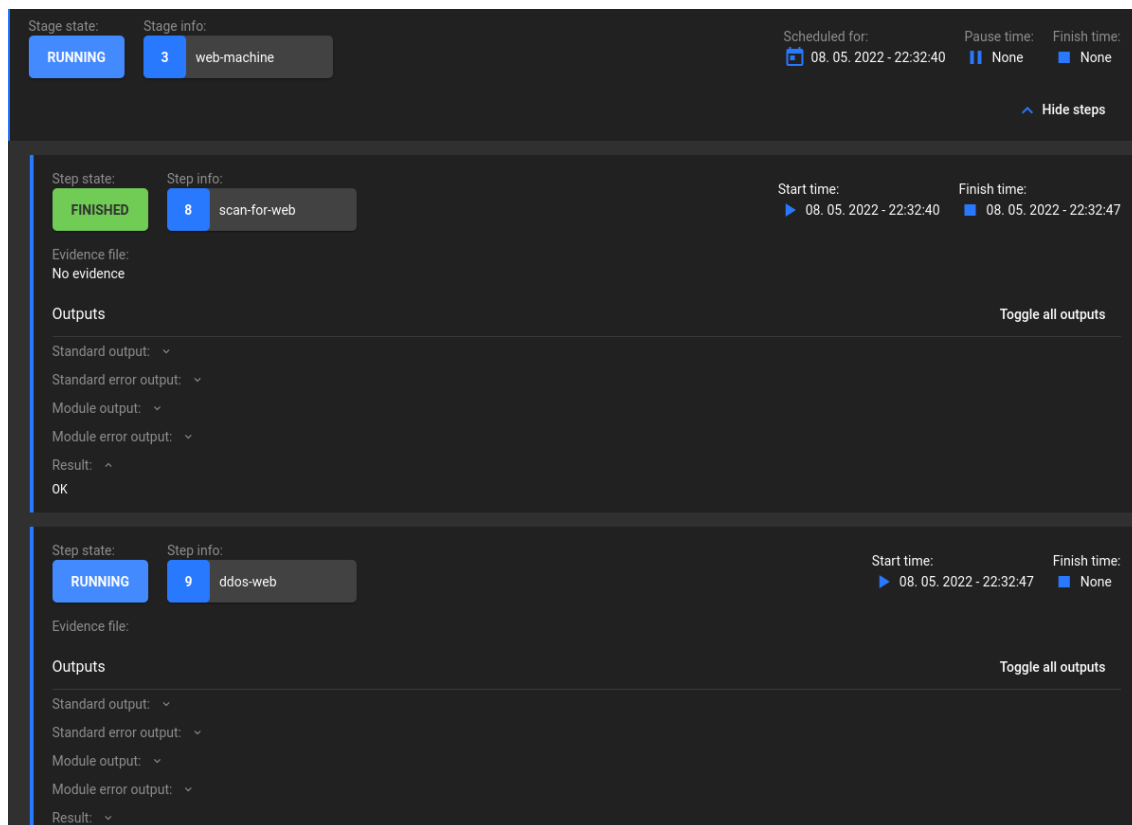 Stage state: Stage info: Scheduled for: Pause time: Finish time:
RUNNING 3 web-machine 08. 05. 2022 - 22:32:40 None None
Hide steps
Step state: Step info: Start time: Finish time:
FINISHED 8 scan-for-web 08. 05. 2022 - 22:32:40 08. 05. 2022 - 22:32:47
Evidence file:
No evidence
Outputs Toggle all outputs
Standard output:
Standard error output:
Module output:
Module error output:
Result:
OK
Step state: Step info: Start time: Finish time:
RUNNING 9 ddos-web 08. 05. 2022 - 22:32:47 None
Evidence file:
Outputs Toggle all outputs
Standard output:
Standard error output:
Module output:
Module error output:
Result: